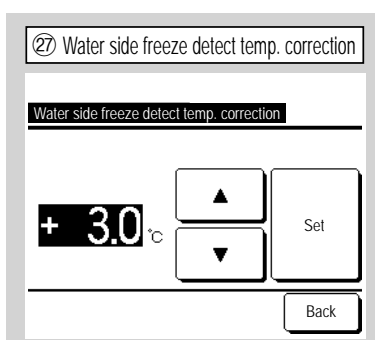 ㉗ Water side freeze detect temp. correction
Water side freeze detect temp. correction
▲
+ 3.0 °C
Set
▼
Back